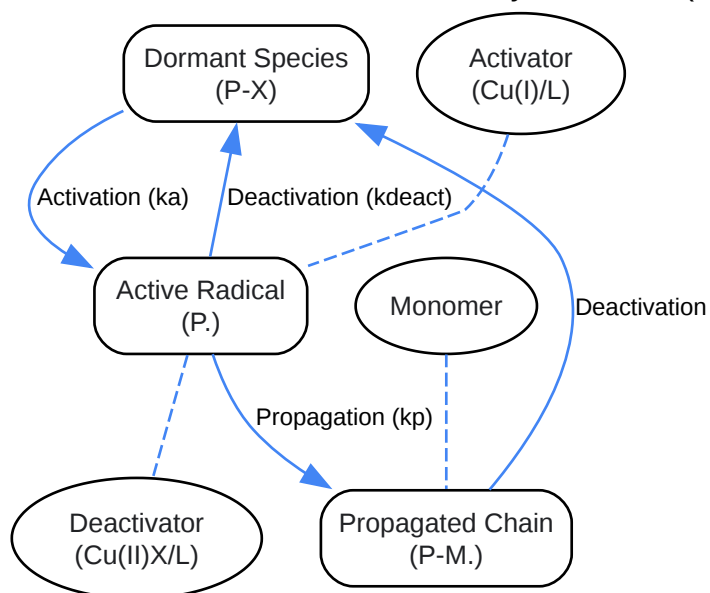 Dormant Species
(P-X)
Activator
(Cu(I)/L)
Activation (ka)
Deactivation (kdeact)
Active Radical
(P.)
Monomer
Deactivation
Propagation (kp)
Deactivator
(Cu(II)X/L)
Propagated Chain
(P-M.)